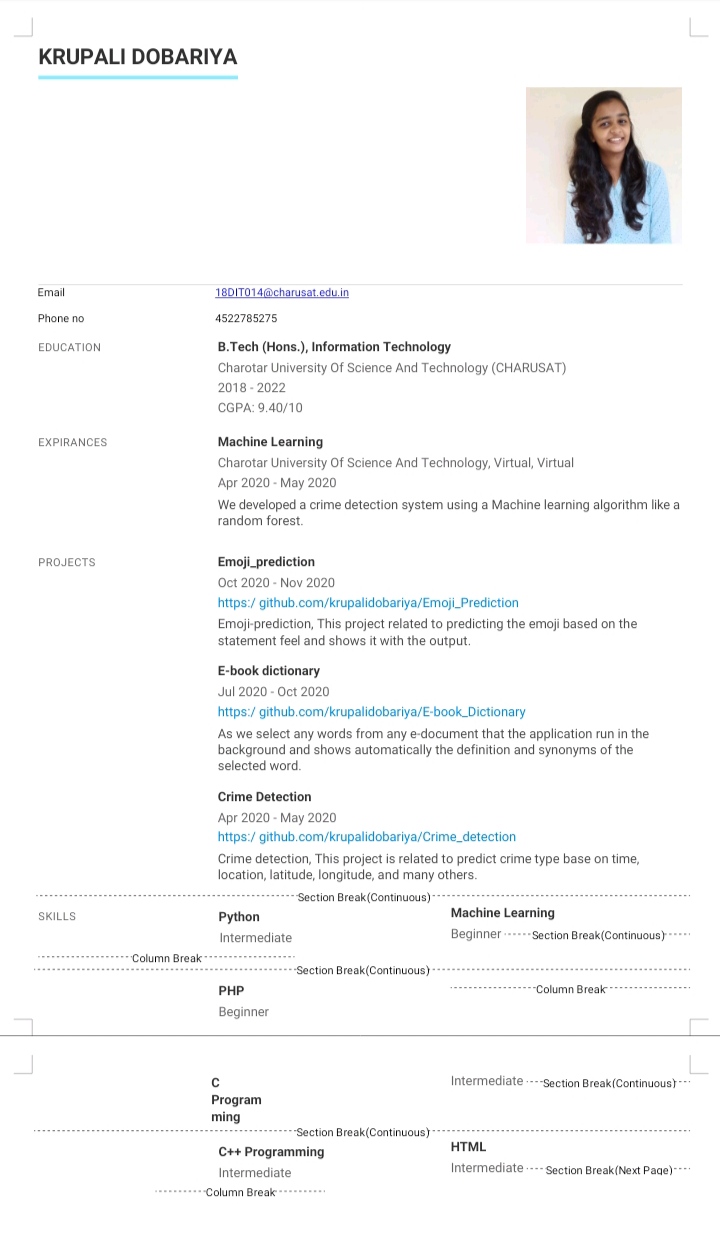 KRUPALI DOBARIYA
Email 18DIT014@charusat.edu.in
Phone no 4522785275
EDUCATION B.Tech (Hons.), Information Technology
Charotar University Of Science And Technology (CHARUSAT)
2018 - 2022
CGPA: 9.40/10
EXPIRANCES Machine Learning
Charotar University Of Science And Technology, Virtual, Virtual
Apr 2020 - May 2020
We developed a crime detection system using a Machine learning algorithm like a
random forest.
PROJECTS Emoji_prediction
Oct 2020 - Nov 2020
https:/ github.com/krupalidobariya/Emoji_Prediction
Emoji-prediction, This project related to predicting the emoji based on the
statement feel and shows it with the output.
E-book dictionary
Jul 2020 - Oct 2020
https:/ github.com/krupalidobariya/E-book_Dictionary
As we select any words from any e-document that the application run in the
background and shows automatically the definition and synonyms of the
selected word.
Crime Detection
Apr 2020 - May 2020
https:/ github.com/krupalidobariya/Crime_detection
Crime detection, This project is related to predict crime type base on time,
location, latitude, longitude, and many others.
Section Break(Continuous)
SKILLS Python Machine Learning
Intermediate Beginner Section Break(Continuous)
Column Break
Section Break(Continuous)
PHP Column Break
Beginner
C Intermediate Section Break(Continuous)
Program
ming
Section Break(Continuous)
C++ Programming HTML
Intermediate Intermediate Section Break(Next Page)
Column Break